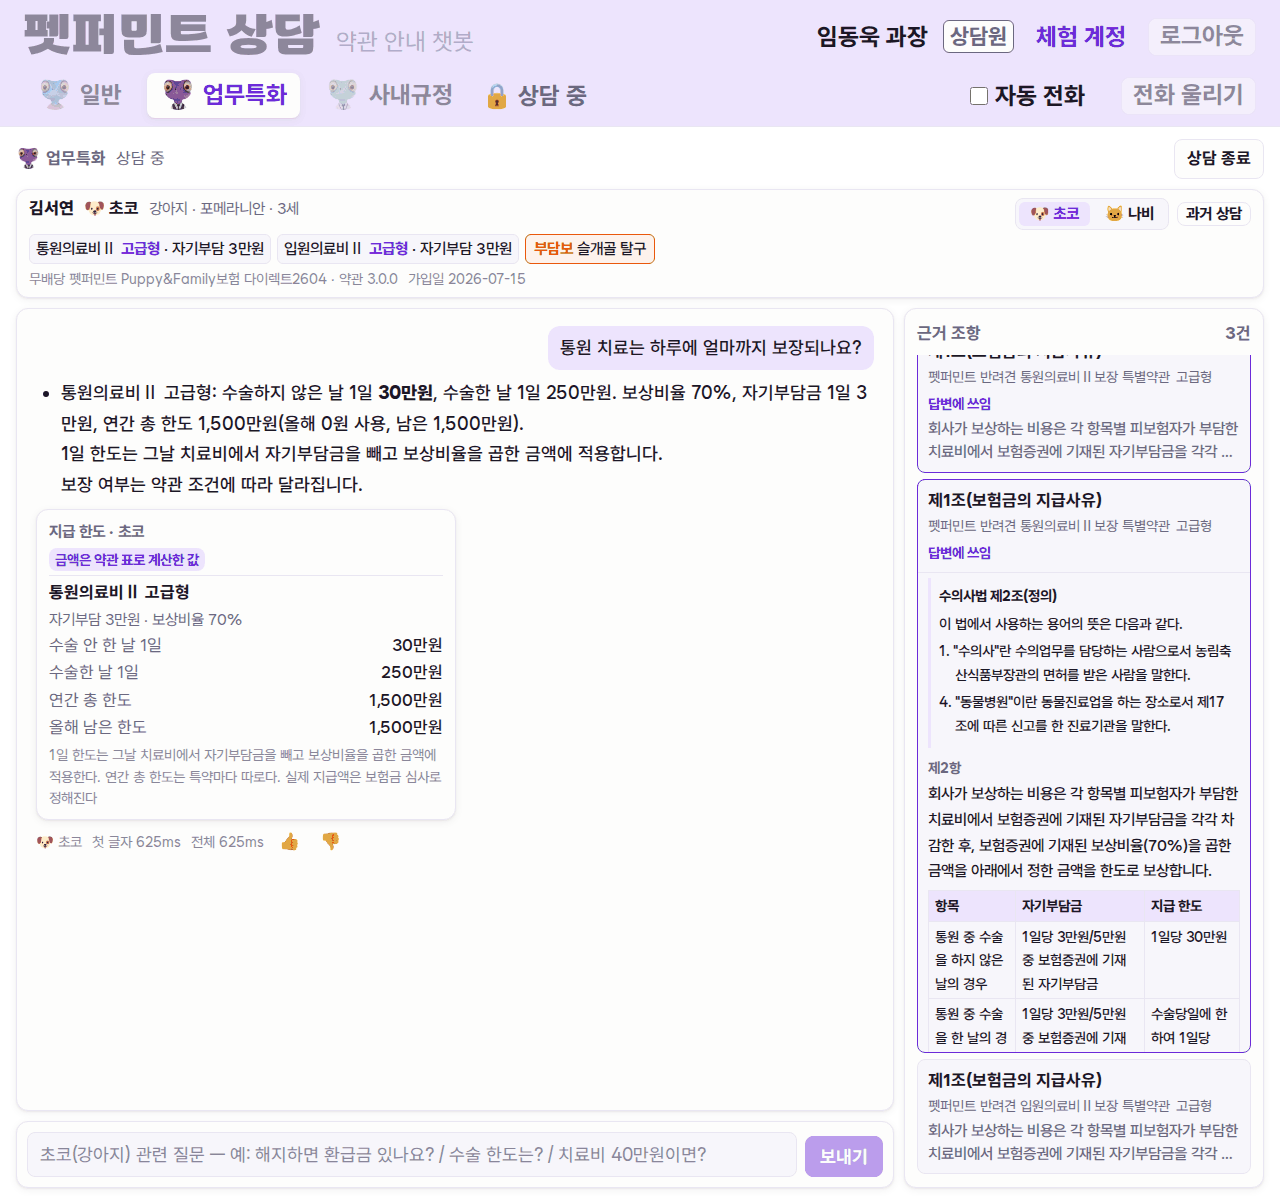 펫퍼민트 상담 약관 안내 챗봇
임동욱 과장 상담원 체험 계정 로그아웃
일반 업무특화 사내규정 상담 중
자동 전화 전화 울리기
업무특화 상담 중
상담 종료
김서연 초코 강아지 · 포메라니안 · 3세
초코 나비 과거 상담
통원의료비Ⅱ 고급형 · 자기부담 3만원 입원의료비Ⅱ 고급형 · 자기부담 3만원 부담보 슬개골 탈구
무배당 펫퍼민트 Puppy&Family보험 다이렉트2604 · 약관 3.0.0 가입일 2026-07-15
통원 치료는 하루에 얼마까지 보장되나요?
• 통원의료비Ⅱ 고급형: 수술하지 않은 날 1일 30만원, 수술한 날 1일 250만원. 보상비율 70%, 자기부담금 1일 3
만원, 연간 총 한도 1,500만원(올해 0원 사용, 남은 1,500만원).
1일 한도는 그날 치료비에서 자기부담금을 빼고 보상비율을 곱한 금액에 적용합니다.
보장 여부는 약관 조건에 따라 달라집니다.
지급 한도 · 초코
금액은 약관 표로 계산한 값
통원의료비Ⅱ 고급형
자기부담 3만원 · 보상비율 70%
수술 안 한 날 1일 30만원
수술한 날 1일 250만원
연간 총 한도 1,500만원
올해 남은 한도 1,500만원
1일 한도는 그날 치료비에서 자기부담금을 빼고 보상비율을 곱한 금액에
적용한다. 연간 총 한도는 특약마다 따로다. 실제 지급액은 보험금 심사로
정해진다
초코 첫 글자 625ms 전체 625ms
초코(강아지) 관련 질문 — 예: 해지하면 환급금 있나요? / 수술 한도는? / 치료비 40만원이면?
보내기
근거 조항 3건
제1조(보험금의 지급사유)
펫퍼민트 반려견 통원의료비Ⅱ보장 특별약관 고급형
답변에 쓰임
회사가 보상하는 비용은 각 항목별 피보험자가 부담한
치료비에서 보험증권에 기재된 자기부담금을 각각 ...
제1조(보험금의 지급사유)
펫퍼민트 반려견 통원의료비Ⅱ보장 특별약관 고급형
답변에 쓰임
수의사법 제2조(정의)
이 법에서 사용하는 용어의 뜻은 다음과 같다.
1. "수의사"란 수의업무를 담당하는 사람으로서 농림축
산식품부장관의 면허를 받은 사람을 말한다.
4. "동물병원"이란 동물진료업을 하는 장소로서 제17
조에 따른 신고를 한 진료기관을 말한다.
제2항
회사가 보상하는 비용은 각 항목별 피보험자가 부담한
치료비에서 보험증권에 기재된 자기부담금을 각각 차
감한 후, 보험증권에 기재된 보상비율(70%)을 곱한
금액을 아래에서 정한 금액을 한도로 보상합니다.
항목 자기부담금 지급 한도
통원 중 수술 1일당 3만원/5만원 1일당 30만원
을 하지 않은 중 보험증권에 기재
날의 경우 된 자기부담금
통원 중 수술 1일당 3만원/5만원 수술당일에 한
을 한 날의 경 중 보험증권에 기재 하여 1일당
제1조(보험금의 지급사유)
펫퍼민트 반려견 입원의료비Ⅱ보장 특별약관 고급형
회사가 보상하는 비용은 각 항목별 피보험자가 부담한
치료비에서 보험증권에 기재된 자기부담금을 각각 ...